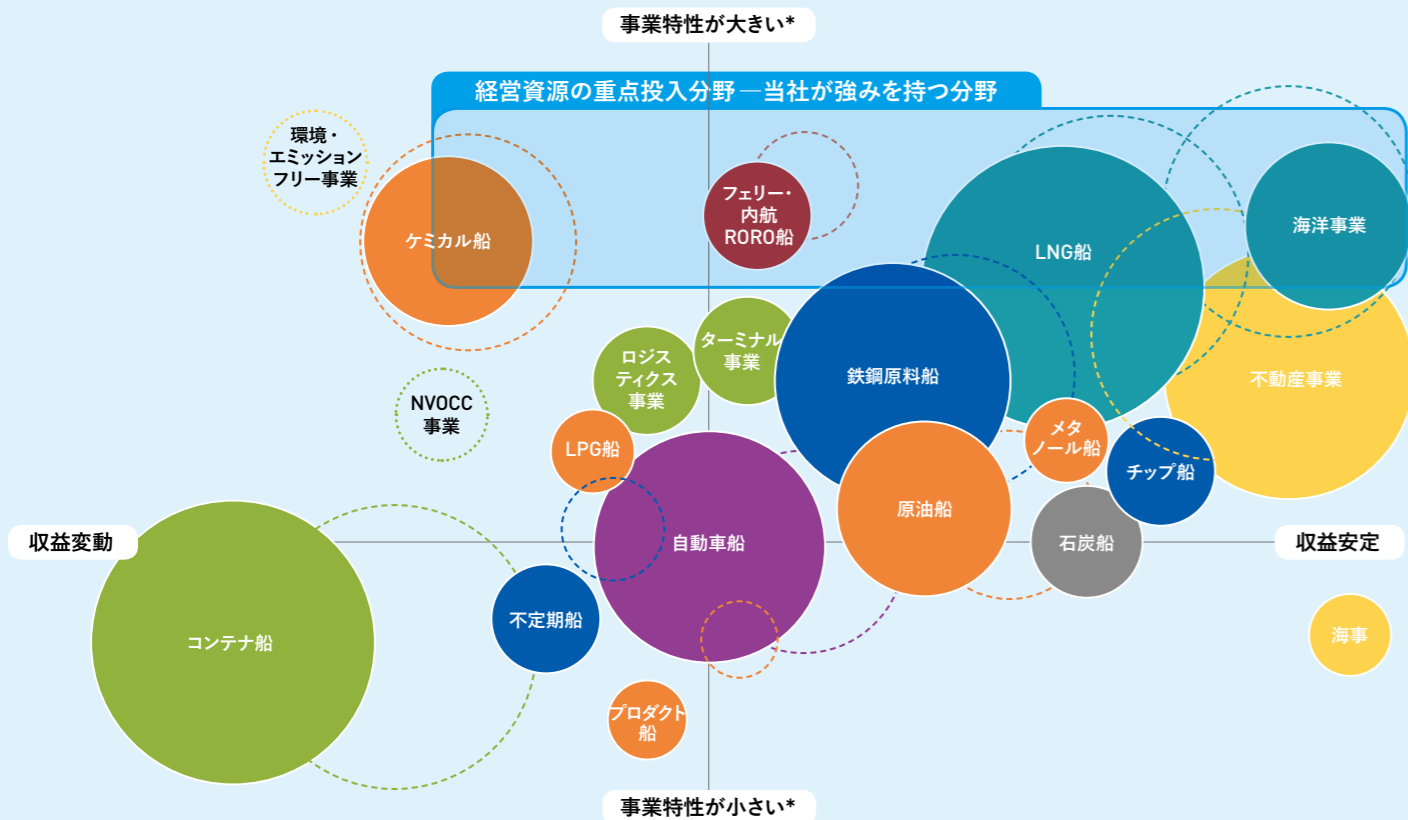 事業特性が大きい*
経営資源の重点投入分野―当社が強みを持つ分野
環境・
エミッション
フリー事業
ケミカル船
フェリー・
内航
RORO船
LNG船
海洋事業
ロジス
ティクス
事業
ターミナル
事業
鉄鋼原料船
不動産事業
NVOCC
事業
LPG船
メタ
ノール船
チップ船
原油船
収益変動
自動車船
石炭船
収益安定
コンテナ船
不定期船
海事
プロダクト
船
事業特性が小さい*